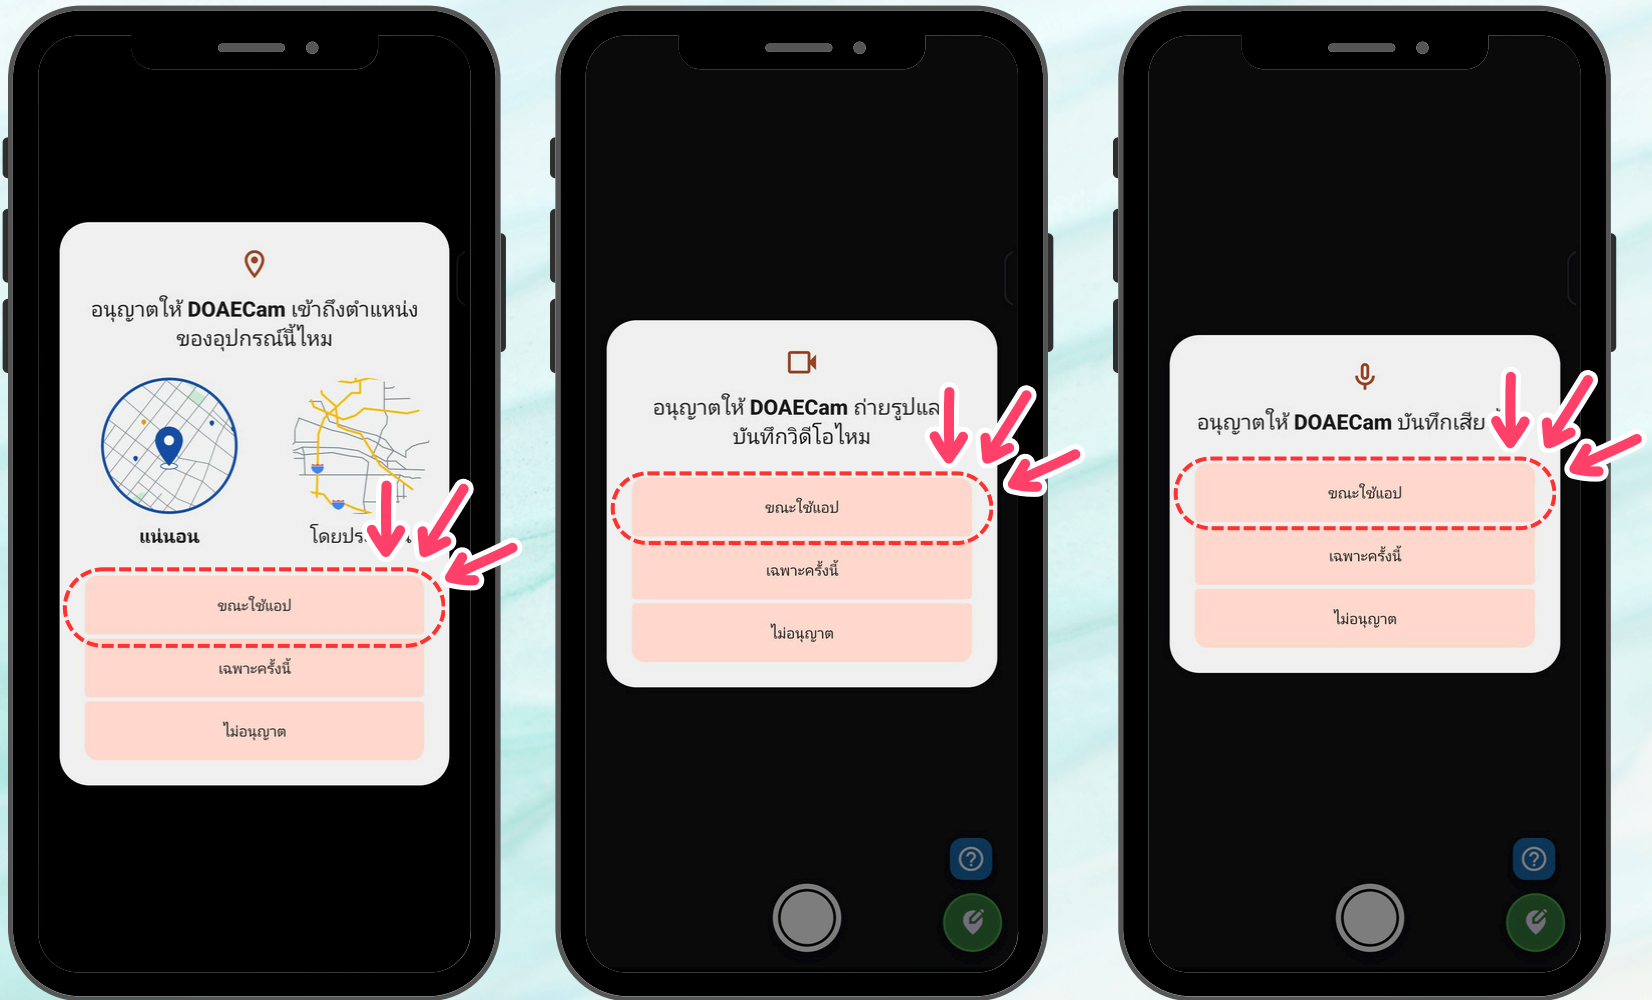 อนุญาตให้ DOAECam เข้าถึงตำแหน่ง
ของอุปกรณ์นี้ไหม
แน่นอน
ขณะใช้แอป
เฉพาะครั้งนี้
ไม่อนุญาต
อนุญาตให้ DOAECam ถ่ายรูปแล
บันทึกวิดีโอไหม
ขณะใช้แอป
เฉพาะครั้งนี้
ไม่อนุญาต
อนุญาตให้ DOAECam บันทึกเสีย
ขณะใช้แอป
เฉพาะครั้งนี้
ไม่อนุญาต